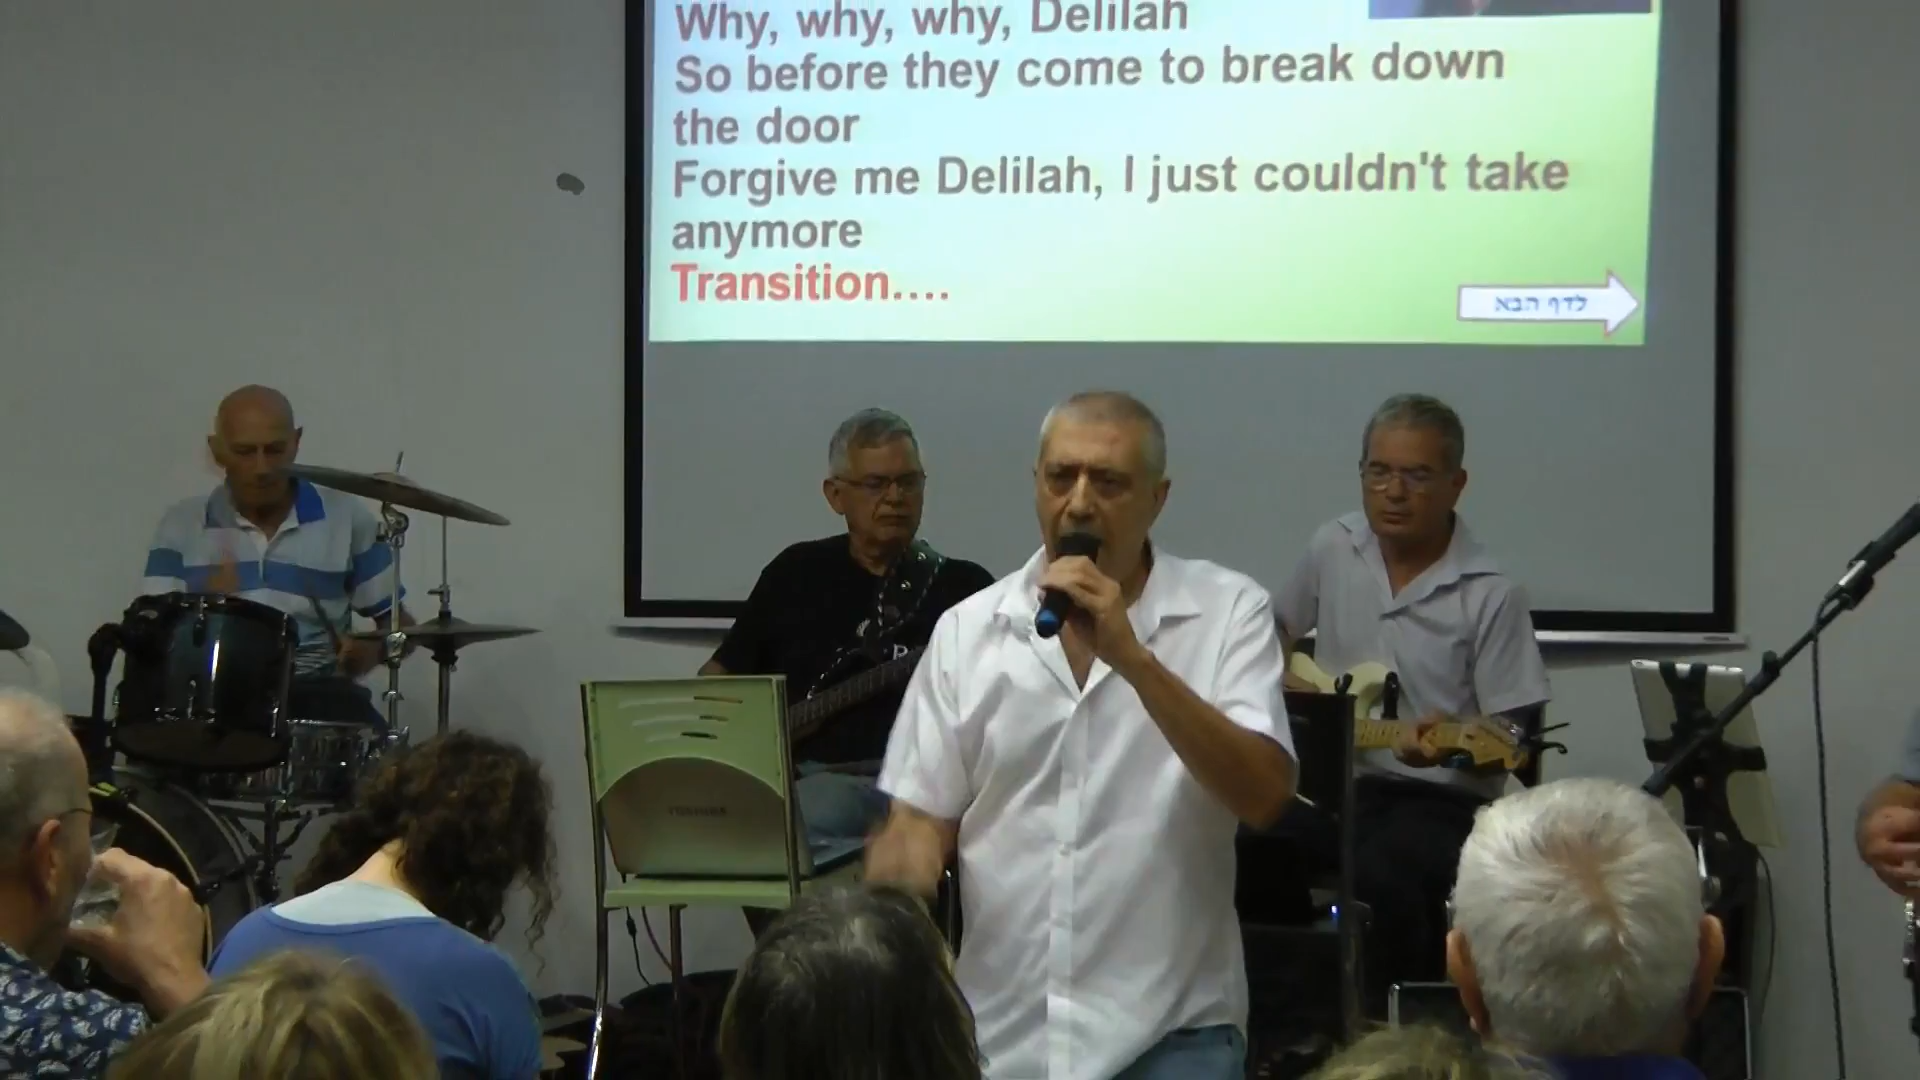 Why, why, why, Delilah
So before they come to break down
the door
Forgive me Delilah, I just couldn't take
anymore
Transition....
לדף הבא
TOSHIBA